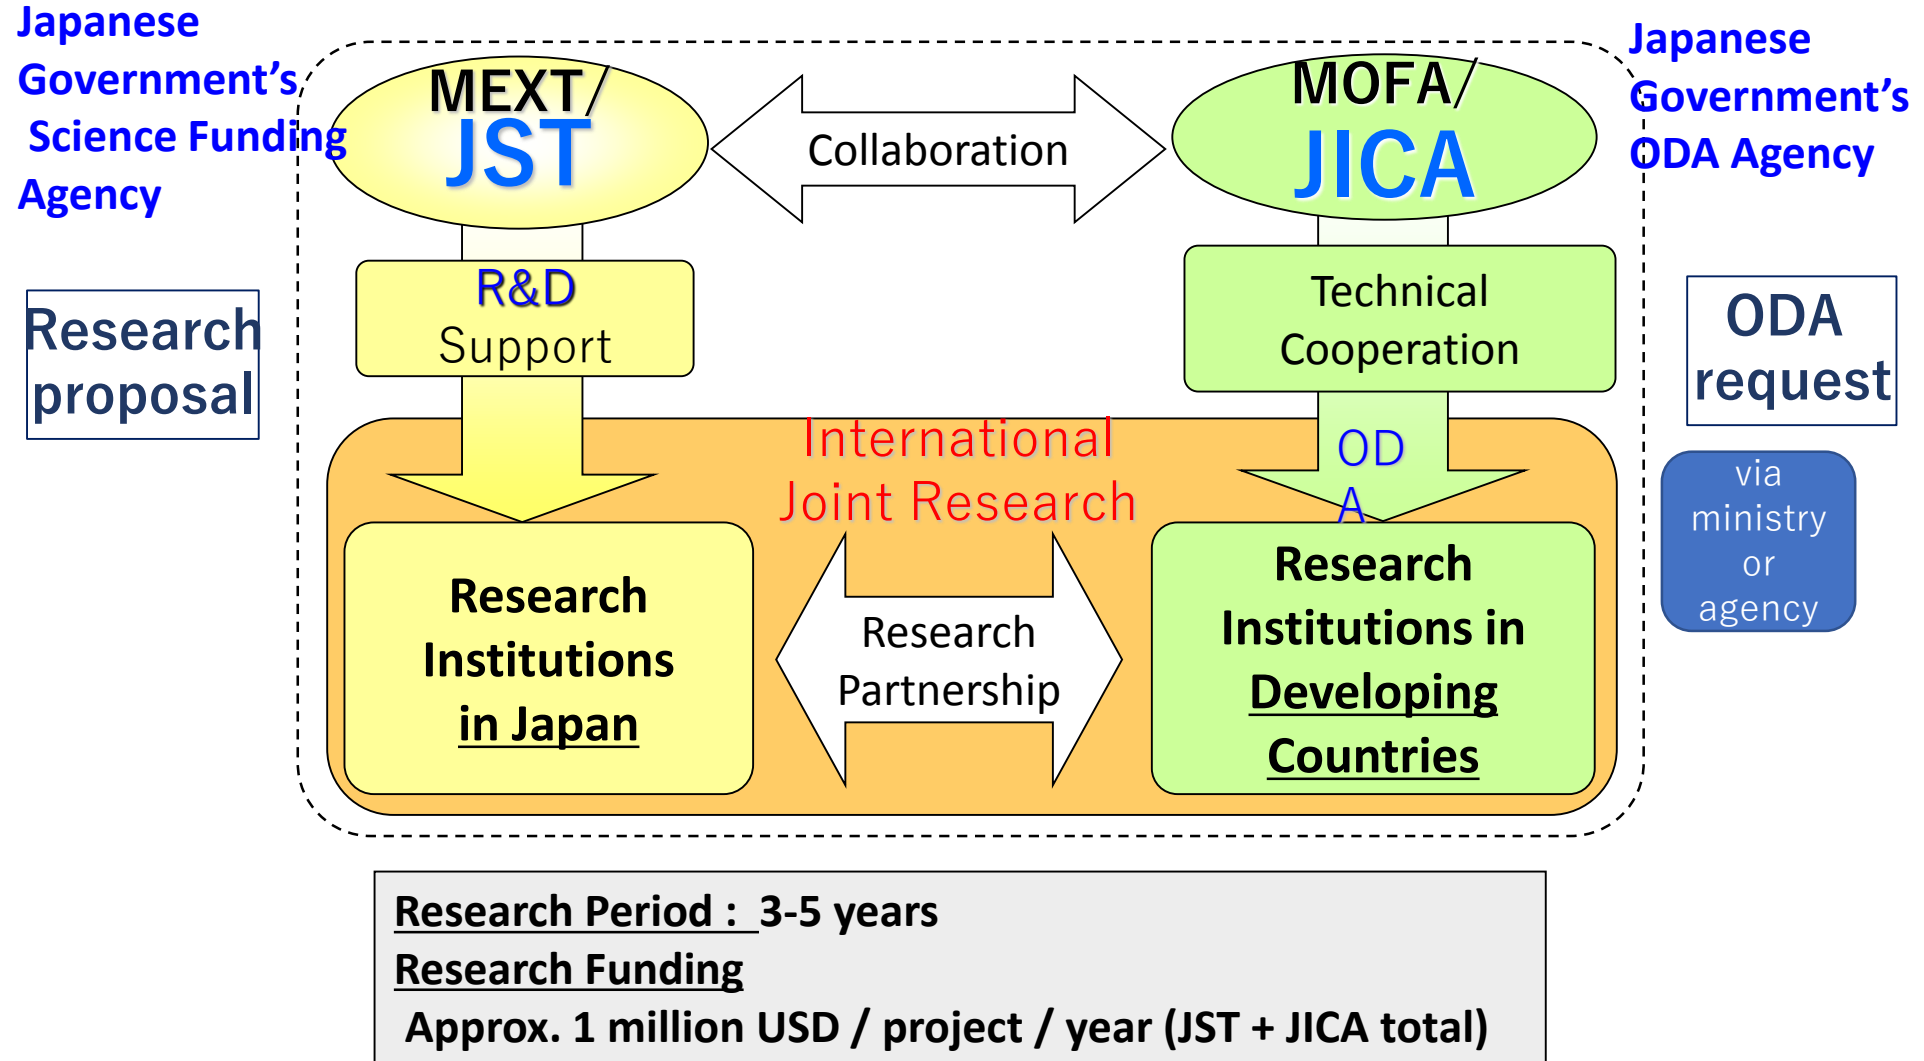 Japanese
Government’s
Science Funding
Agency
MEXT/
JST
Collaboration
MOFA/
JICA
Japanese
Government’s
ODA Agency
R&D
Support
Technical
Cooperation
Research
proposal
ODA
request
via
ministry
or
agency
International
Joint Research
OD
A
Research
Institutions
in Japan
Research
Partnership
Research
Institutions in
Developing
Countries
Research Period : 3-5 years
Research Funding
Approx. 1 million USD / project / year (JST + JICA total)